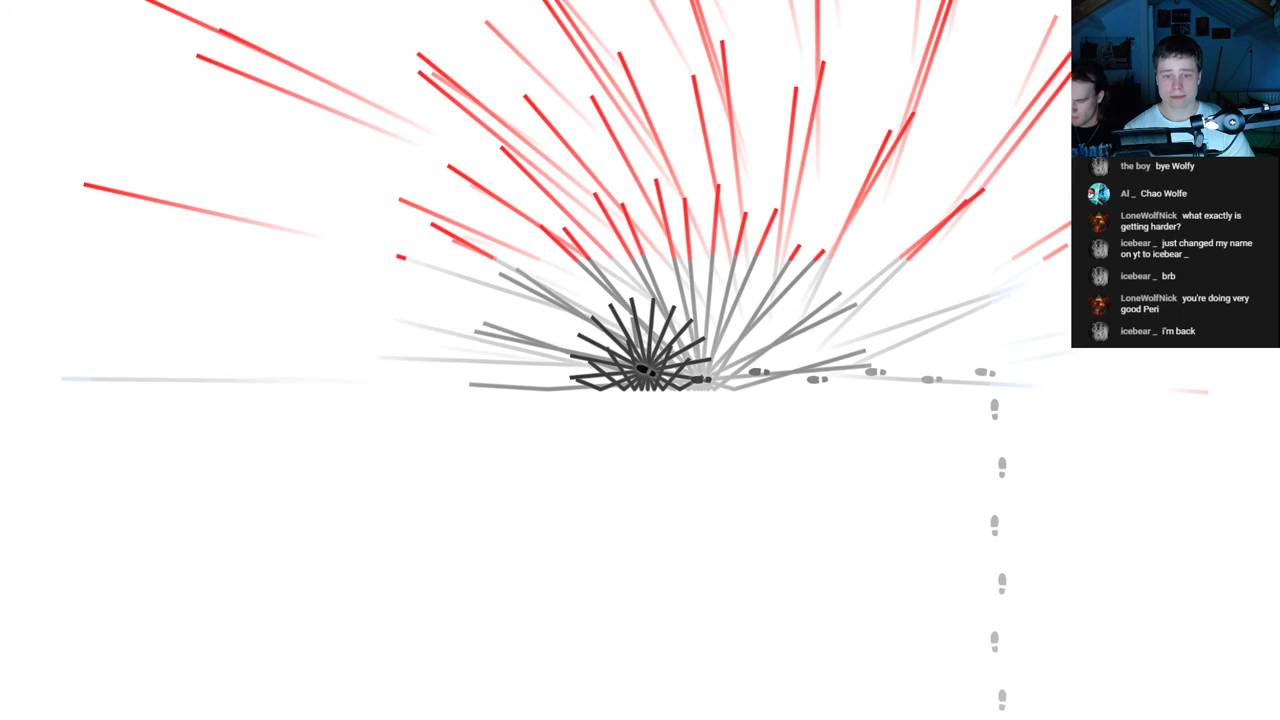 the boy bye Wolfy
Al _ Chao Wolfe
LoneWolfNick what exactly is
getting harder?
icebear _ just changed my name
on yt to icebear _
icebear _ brb
LoneWolfNick you're doing very
good Peri
icebear _ i'm back